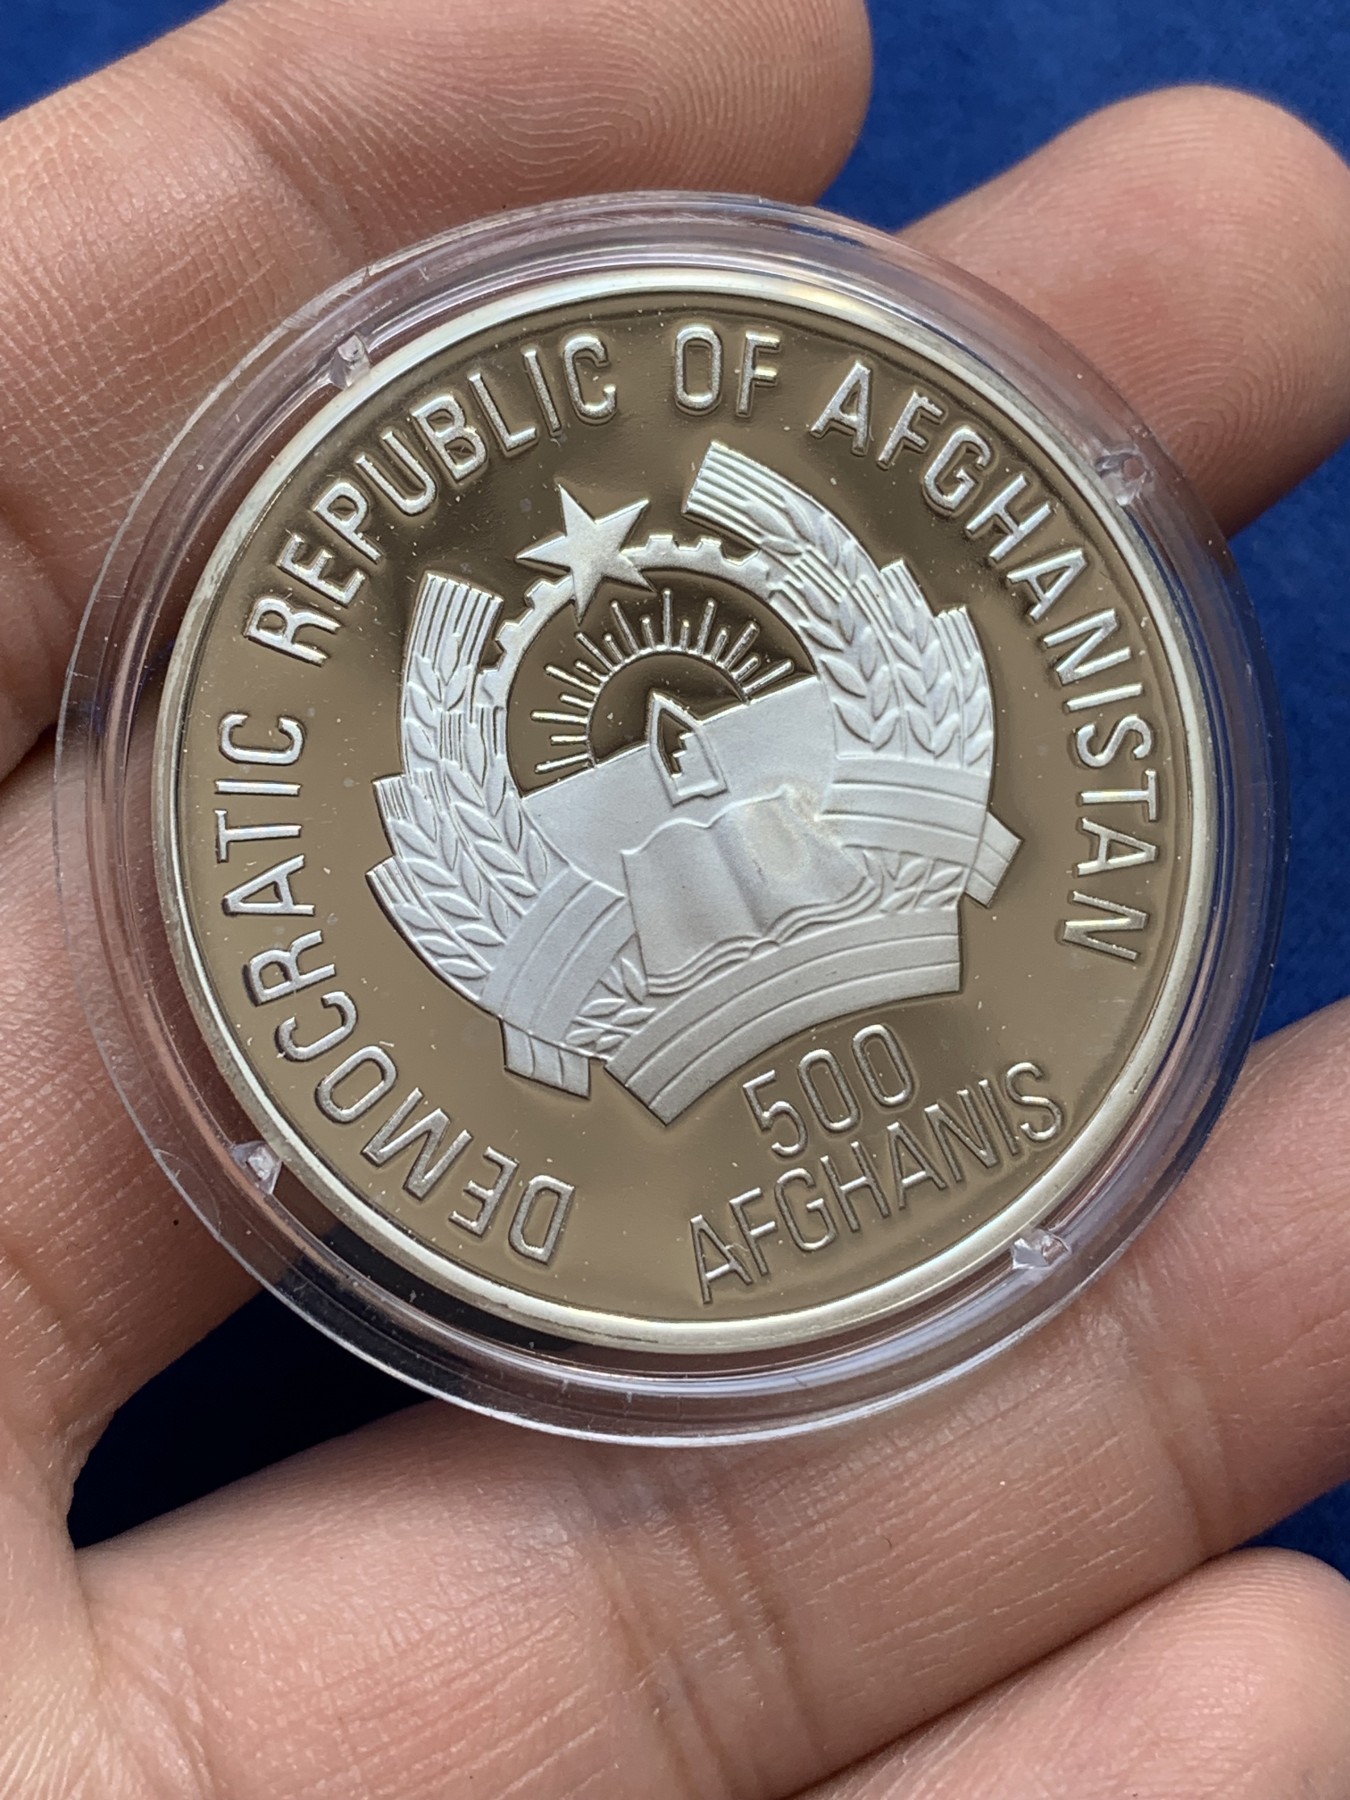 DEMOCRATIC REPUBLIC OF AFGHANISTAN
500
AFGHANIS